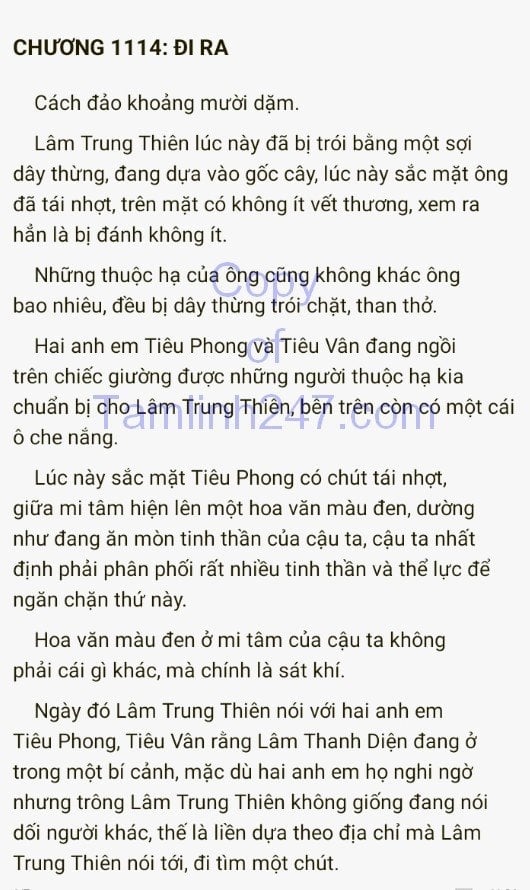 CHƯƠNG 1114: ĐI RA
Cách đảo khoảng mười dặm.
Lâm Trung Thiên lúc này đã bị trói bằng một sợi
dây thừng, đang dựa vào gốc cây, lúc này sắc mặt ông
đã tái nhợt, trên mặt có không ít vết thương, xem ra
hẳn là bị đánh không ít.
Những thuộc hạ của ông cũng không khác ông
bao nhiêu, đều bị dây thừng trói chặt, than thở.
Hai anh em Tiêu Phong và Tiêu Vân đang ngồi
trên chiếc giường được những người thuộc hạ kia
chuẩn bị cho Lâm Trung Thiên, bên trên còn có một cái
ô che nắng.
Lúc này sắc mặt Tiêu Phong có chút tái nhợt,
giữa mi tâm hiện lên một hoa văn màu đen, dường
như đang ăn mòn tinh thần của cậu ta, cậu ta nhất
định phải phân phối rất nhiều tinh thần và thể lực để
ngăn chặn thứ này.
Hoa văn màu đen ở mi tâm của cậu ta không
phải cái gì khác, mà chính là sát khí.
Ngày đó Lâm Trung Thiên nói với hai anh em
Tiêu Phong, Tiêu Vân rằng Lâm Thanh Diện đang ở
trong một bí cảnh, mặc dù hai anh em họ nghi ngờ
nhưng trông Lâm Trung Thiên không giống đang nói
dối người khác, thế là liền dựa theo địa chỉ mà Lâm
Trung Thiên nói tới, đi tìm một chút.
Copy
of
Tamlinh247.com